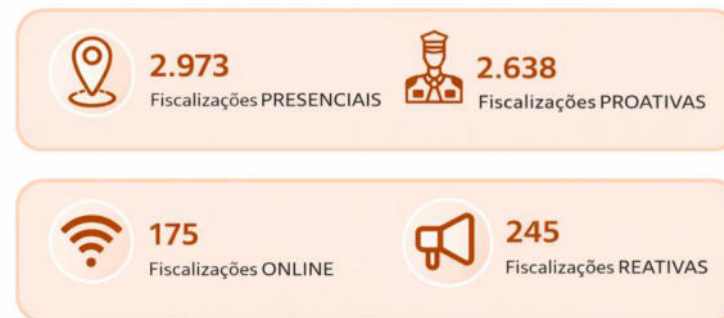 2.973
Fiscalizações PRESENCIAIS
2.638
Fiscalizações PROATIVAS
175
Fiscalizações ONLINE
245
Fiscalizações REATIVAS